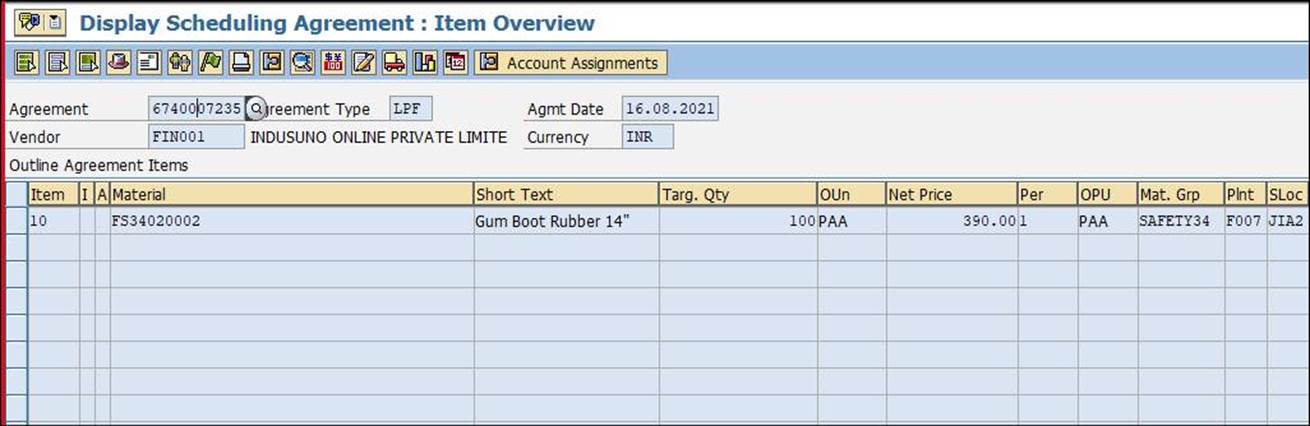 Display Scheduling Agreement : Item Overview
Account Assignments
Agreement 6740007235 greement Type LPF Agmt Date 16.08.2021
Vendor FIN001 INDUSUNO ONLINE PRIVATE LIMITE Currency INR
Outline Agreement Items
Item I A Material Short Text Targ. Qty OUn Net Price Per OPU Mat. Grp Plnt SLoc
10 FS34020002 Gum Boot Rubber 14" 100 PAA 390.00 1 PAA SAFETY34 F007 JIA2